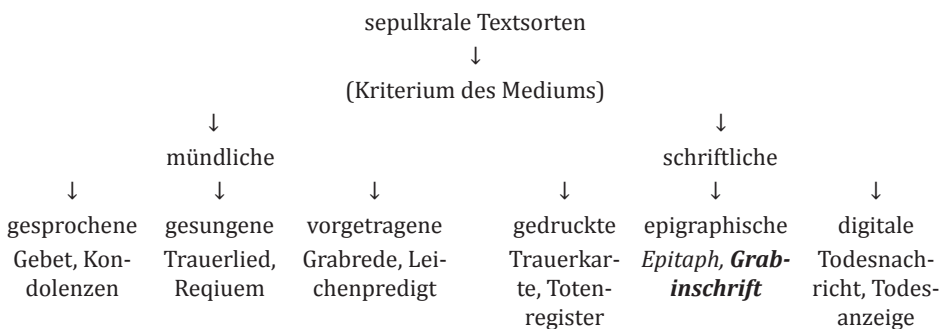 sepulkrale Textsorten
↓
(Kriterium des Mediums)
↓ ↓
mündliche schriftliche
↓ ↓ ↓ ↓ ↓ ↓
gesprochene gesungene vorgetragene gedruckte epigraphische digitale
Gebet, Kon- Trauerlied, Grabrede, Lei- Trauerkar- Epitaph, Grab- Todesnach-
dolenzen Reqiuem chenpredigt te, Toten- inschrift richt, Todes-
register anzeige